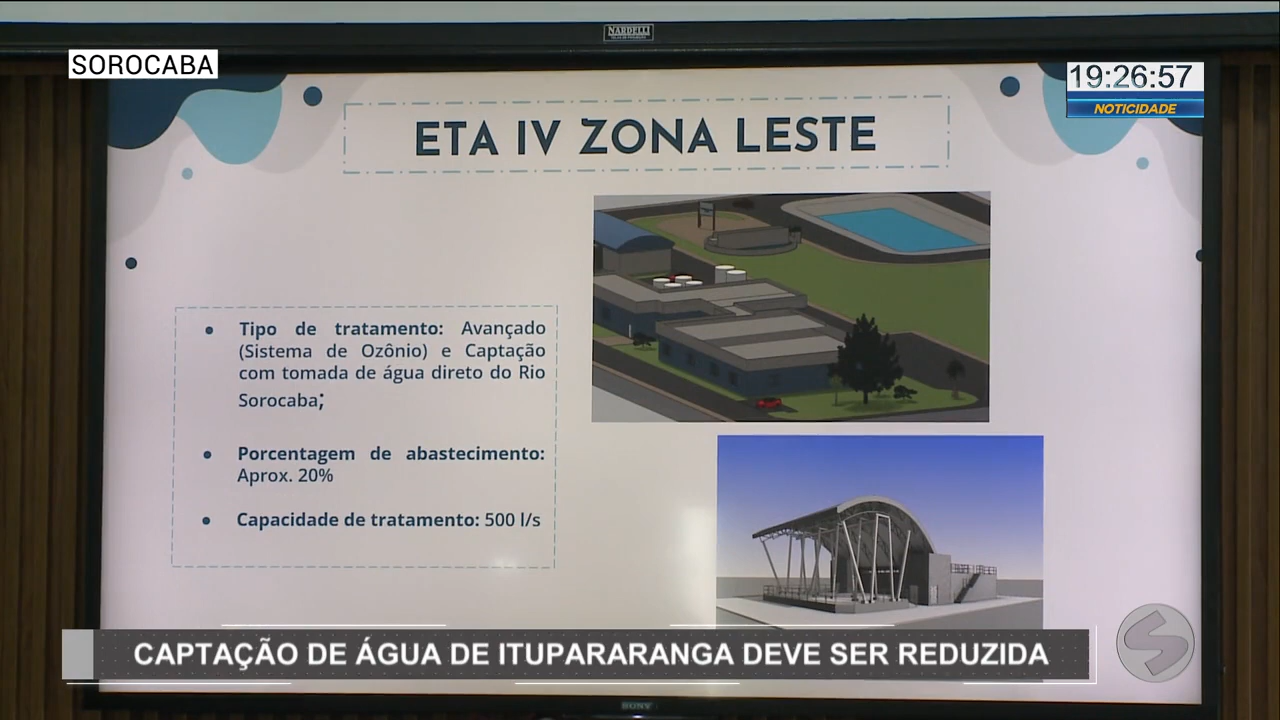 NARDELLI
SOROCABA
19:26:57
NOTICIDADE
ETA IV ZONA LESTE
• Tipo de tratamento: Avançado
(Sistema de Ozônio) e Captação
com tomada de água direto do Rio
Sorocaba;
• Porcentagem de abastecimento:
Aprox. 20%
• Capacidade de tratamento: 500 l/s
CAPTAÇÃO DE ÁGUA DE ITUPARARANGA DEVE SER REDUZIDA
SONY